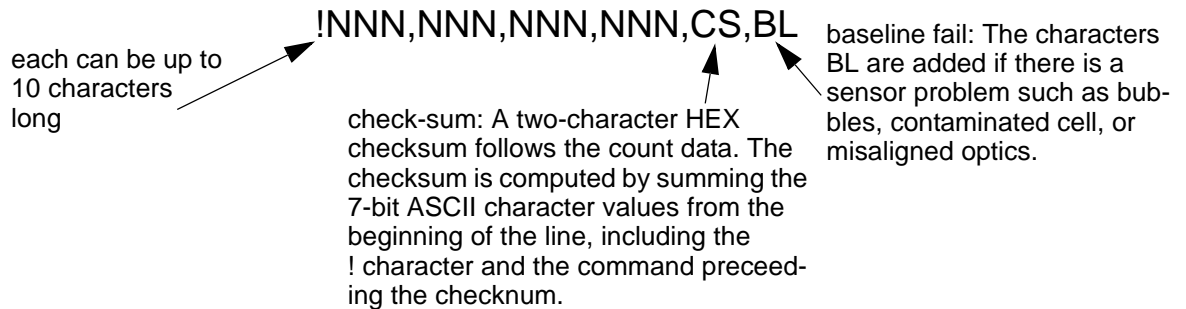 !NNN,NNN,NNN,NNN,CS,BL
each can be up to
10 characters
long
check-sum: A two-character HEX
checksum follows the count data. The
checksum is computed by summing the
7-bit ASCII character values from the
beginning of the line, including the
! character and the command preceed-
ing the checknum.
baseline fail: The characters
BL are added if there is a
sensor problem such as bub-
bles, contaminated cell, or
misaligned optics.